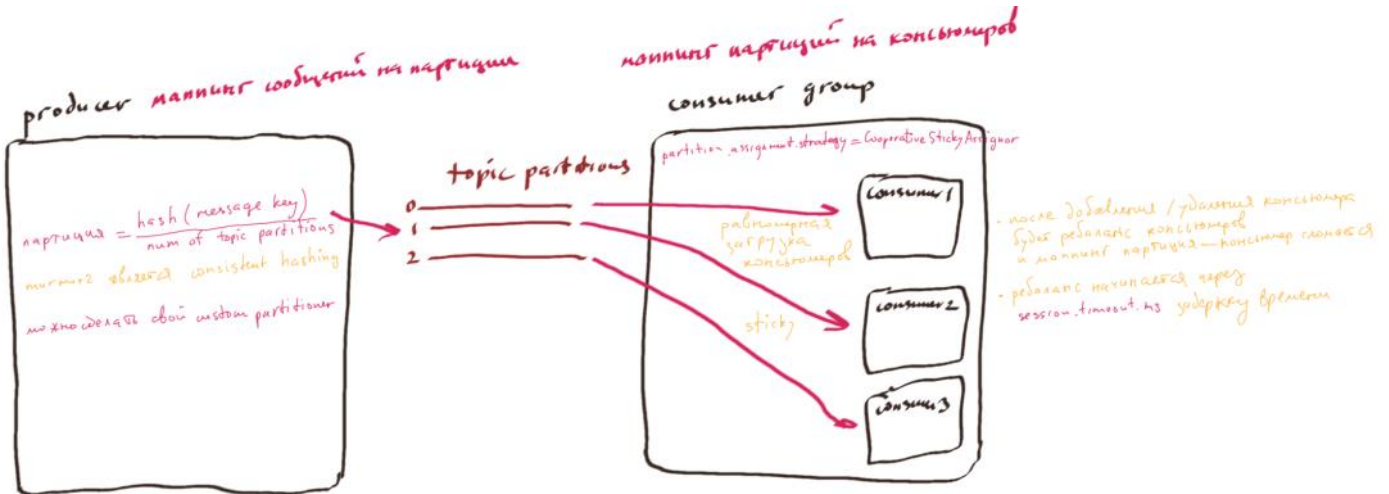 маппинг сообщений на партиции
producer
партиция = hash (message key)
num of topic partitions
murmur2 является consistent hashing
можно сделать свой custom partitioner
topic partitions
0
1
2
маппинг партиций на консьюмеров
consumer group
partition.assignment.strategy = CooperativeStickyAssignor
равномерная
загрузка
консьюмеров
sticky
consumer 1
consumer 2
consumer 3
- после добавления / удаления консьюмера
будет ребаланс консьюмеров
и маппинг партиция — консьюмер сломается
- ребаланс начинается через
session.timeout.ms задержку времени